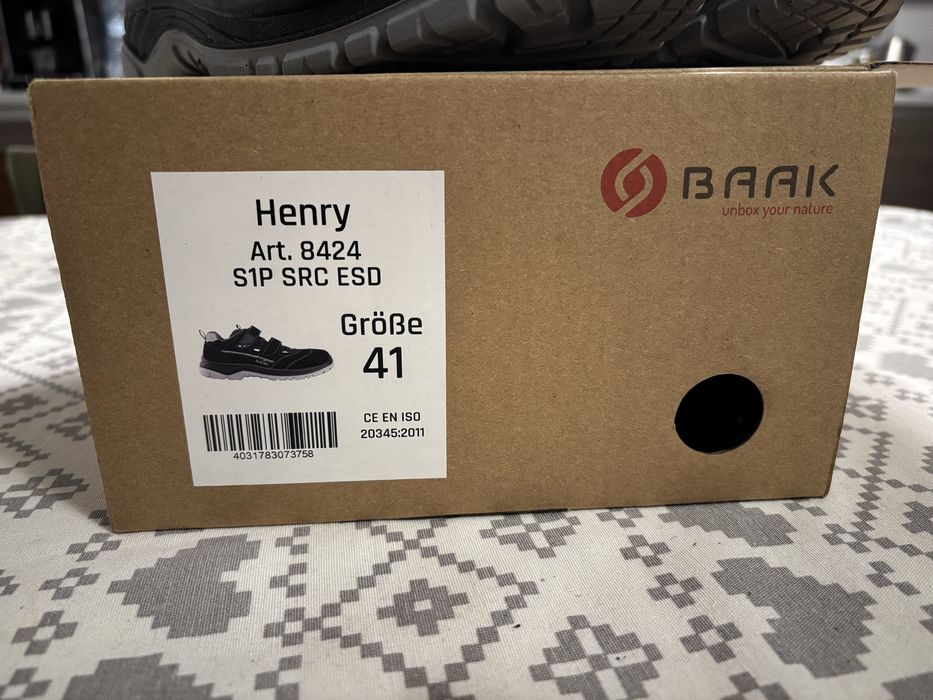 Henry
Art. 8424
S1P SRC ESD
Größe
41
CE EN ISO
20345:2011
4031783073758
BAAK
unbox your nature